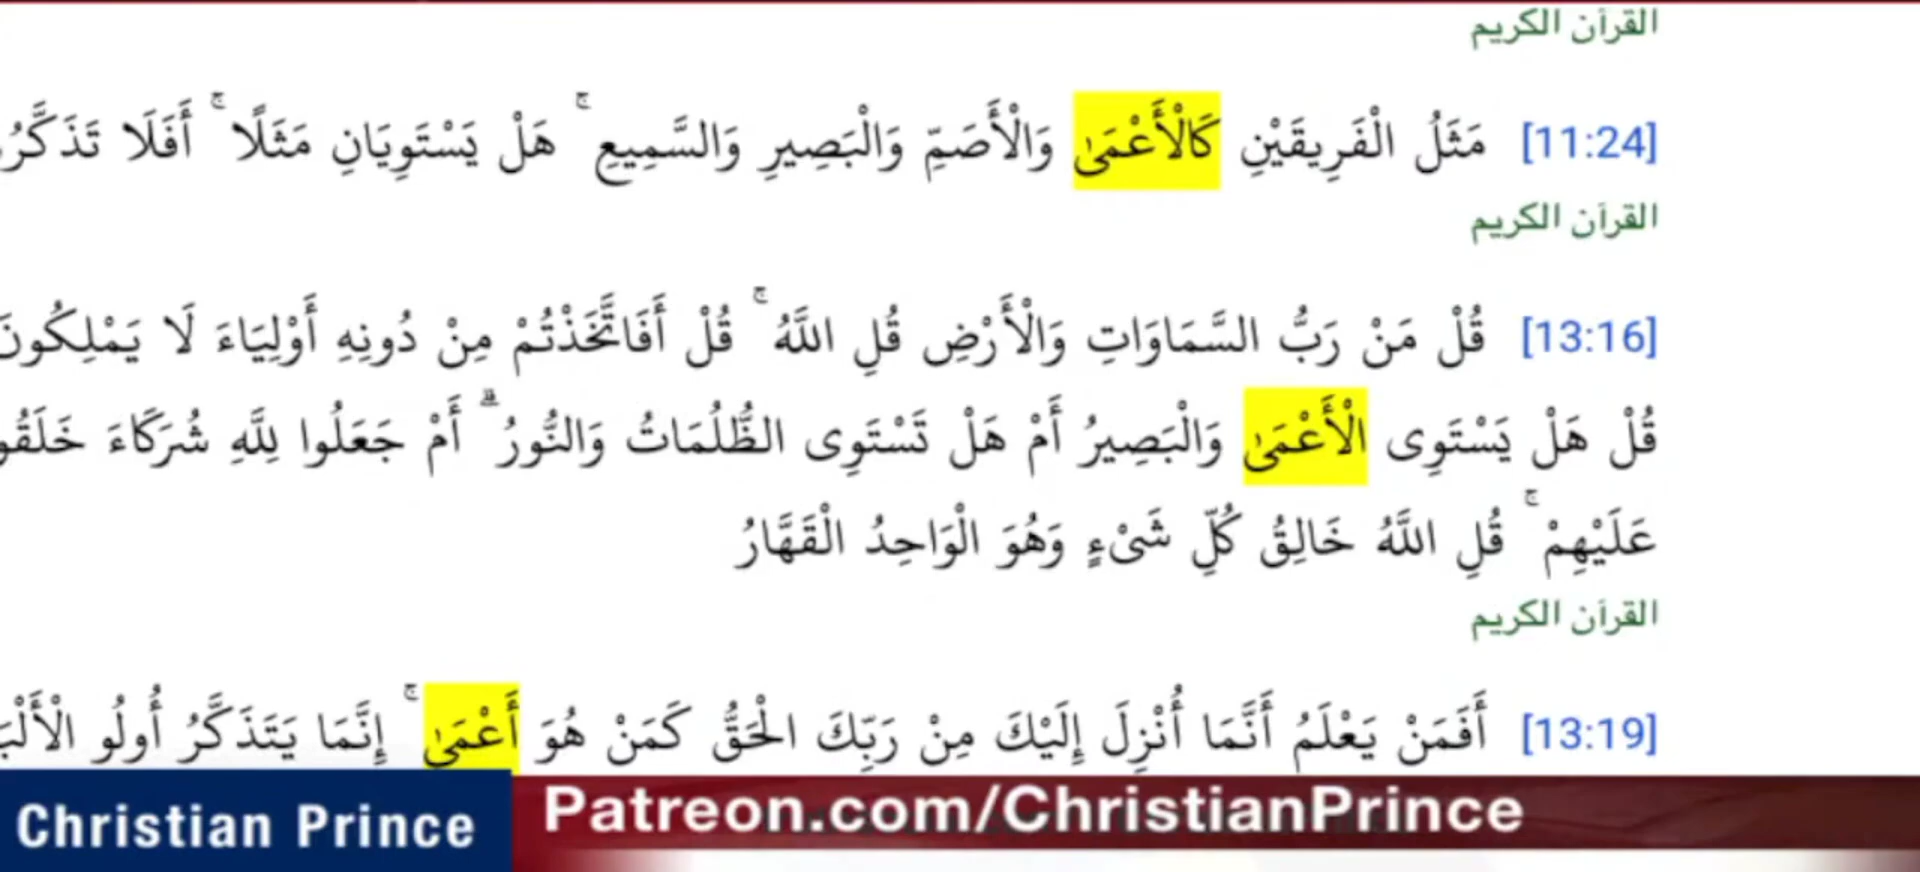 القرآن الكريم
[11:24] مَثَلُ الْفَرِيقَيْنِ كَالْأَعْمَىٰ وَالْأَصَمِّ وَالْبَصِيرِ وَالسَّمِيعِ ۚ هَلْ يَسْتَوِيَانِ مَثَلًا ۚ أَفَلَا تَذَكَّرُ
القرآن الكريم
[13:16] قُلْ مَنْ رَبُّ السَّمَاوَاتِ وَالْأَرْضِ قُلِ اللَّهُ ۚ قُلْ أَفَاتَّخَذْتُمْ مِنْ دُونِهِ أَوْلِيَاءَ لَا يَمْلِكُونَ
قُلْ هَلْ يَسْتَوِى الْأَعْمَىٰ وَالْبَصِيرُ أَمْ هَلْ تَسْتَوِى الظُّلُمَاتُ وَالنُّورُ ۗ أَمْ جَعَلُوا لِلَّهِ شُرَكَاءَ خَلَقُو
عَلَيْهِمْ ۚ قُلِ اللَّهُ خَالِقُ كُلِّ شَىْءٍ وَهُوَ الْوَاحِدُ الْقَهَّارُ
القرآن الكريم
[13:19] أَفَمَنْ يَعْلَمُ أَنَّمَا أُنْزِلَ إِلَيْكَ مِنْ رَبِّكَ الْحَقُّ كَمَنْ هُوَ أَعْمَىٰ ۚ إِنَّمَا يَتَذَكَّرُ أُولُو الْأَلْبَ
Patreon.com/ChristianPrince
Christian Prince